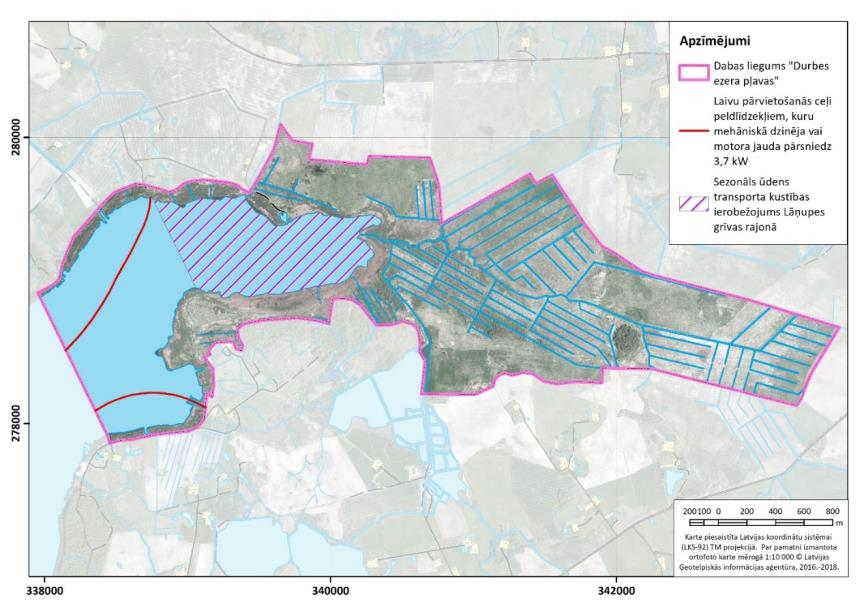 Apzīmējumi
Dabas liegums "Durbes
ezera pļavas"
Laivu pārvietošanās ceļi
peldlīdzekļiem, kuru
mehāniskā dzinēja vai
motora jauda pārsniedz
3,7 kW
Sezonāls ūdens
transporta kustības
ierobežojums Lāņupes
grīvas rajonā
280000
278000
200100 0 200 400 600 800
m
Karte piesaistīta Latvijas koordinātu sistēmai
(LKS-92) TM projekcijā. Par pamatni izmantota
ortofoto karte mērogā 1:10 000 © Latvijas
Ģeotelpiskās informācijas aģentūra, 2016.-2018.
338000 340000 342000